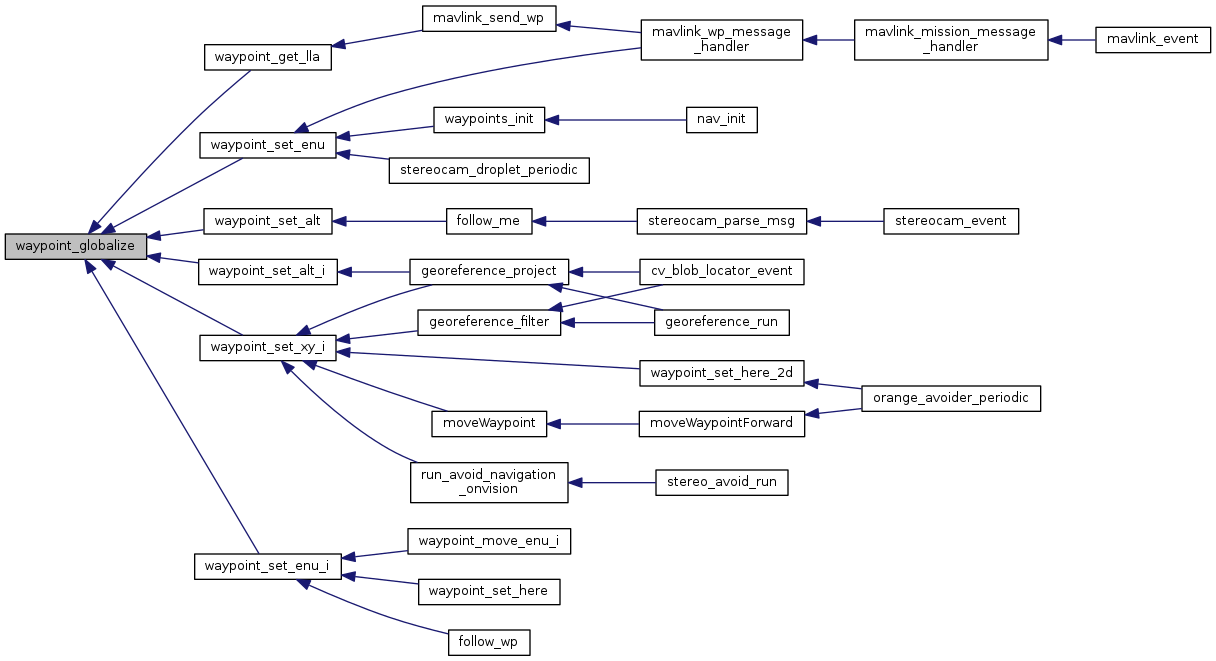 mavlink_send_wp
mavlink_wp_message
_handler
mavlink_mission_message
_handler
mavlink_event
waypoint_get_lla
waypoints_init
nav_init
waypoint_set_enu
stereocam_droplet_periodic
waypoint_set_alt
follow_me
stereocam_parse_msg
stereocam_event
waypoint_globalize
waypoint_set_alt_i
georeference_project
cv_blob_locator_event
georeference_filter
georeference_run
waypoint_set_xy_i
waypoint_set_here_2d
orange_avoider_periodic
moveWaypoint
moveWaypointForward
run_avoid_navigation
_onvision
stereo_avoid_run
waypoint_move_enu_i
waypoint_set_enu_i
waypoint_set_here
follow_wp